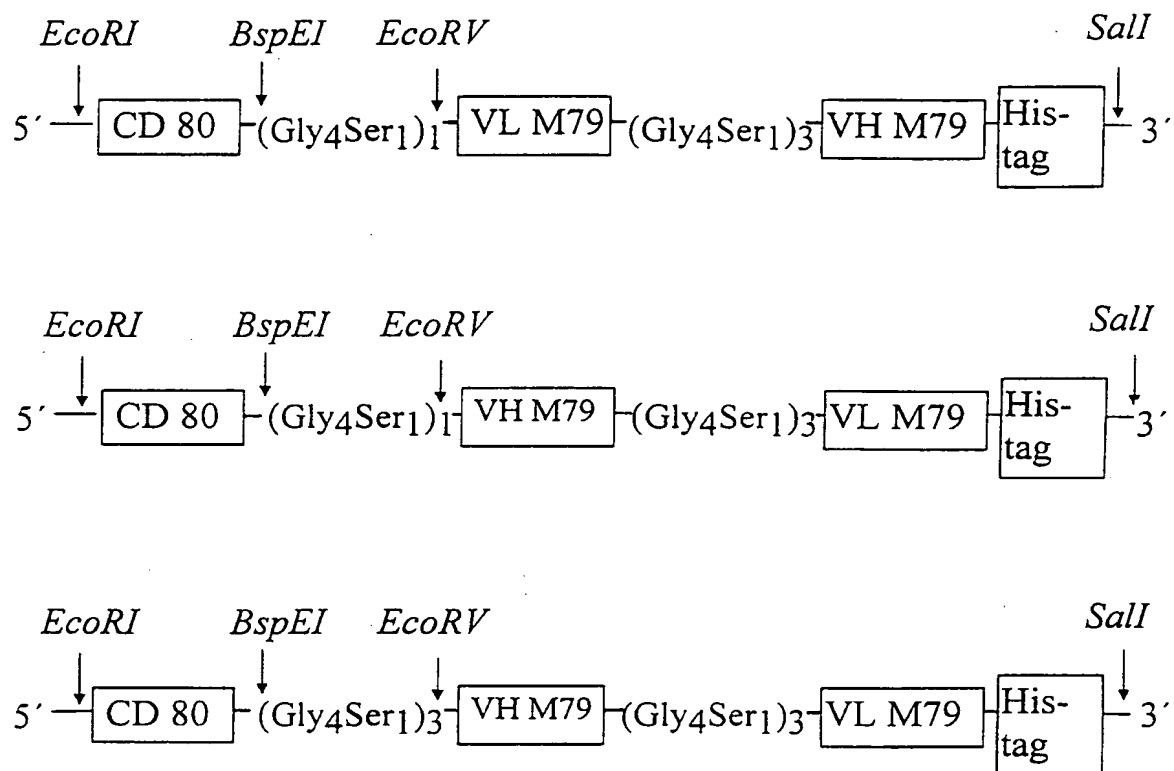 EcoRI BspEI EcoRV SalI
5´ CD 80 (Gly4Ser1)1 VL M79 (Gly4Ser1)3 VH M79 His-tag 3´
EcoRI BspEI EcoRV SalI
5´ CD 80 (Gly4Ser1)1 VH M79 (Gly4Ser1)3 VL M79 His-tag 3´
EcoRI BspEI EcoRV SalI
5´ CD 80 (Gly4Ser1)3 VH M79 (Gly4Ser1)3 VL M79 His-tag 3´